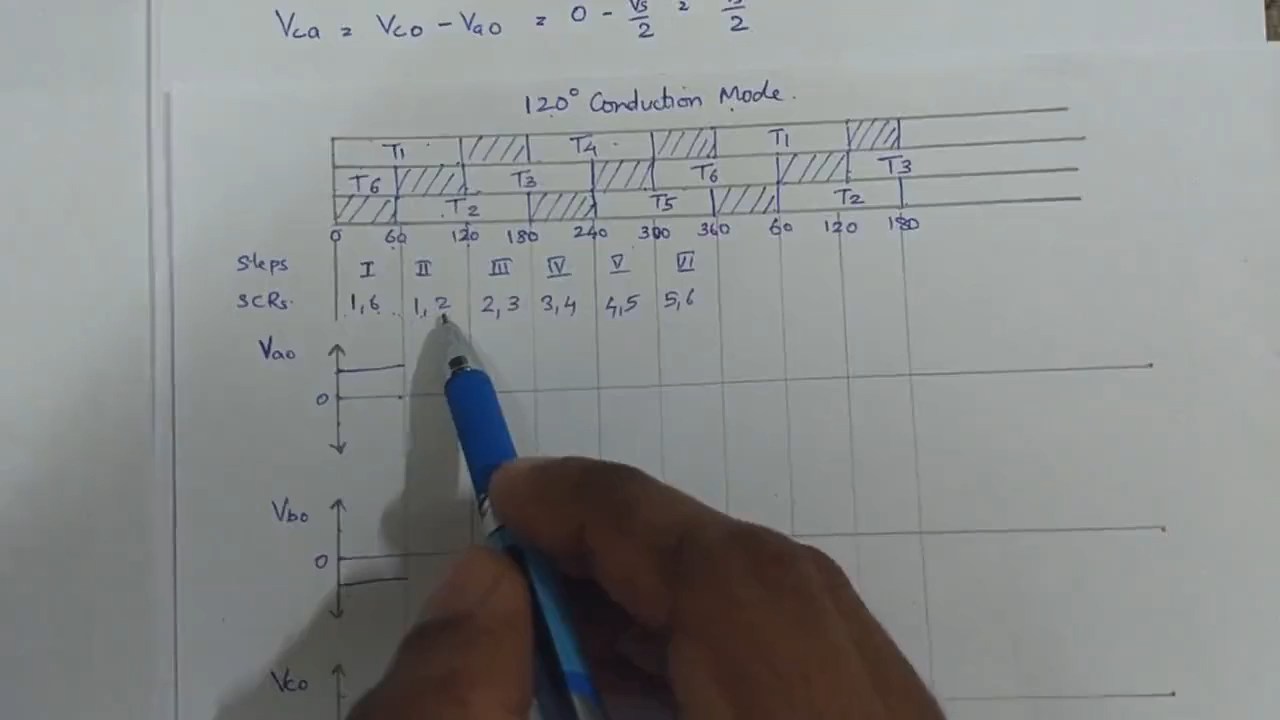 Vca = Vco - Vao = 0 - Vs/2 = Vs/2
120° Conduction Mode.
T1 T4 T1
T6 T3 T6 T3
T2 T5 T2
0 60 120 180 240 300 360 60 120 180
Steps I II III IV V VI
SCRs. 1,6 1,2 2,3 3,4 4,5 5,6
Vao
0
Vbo
0
Vco